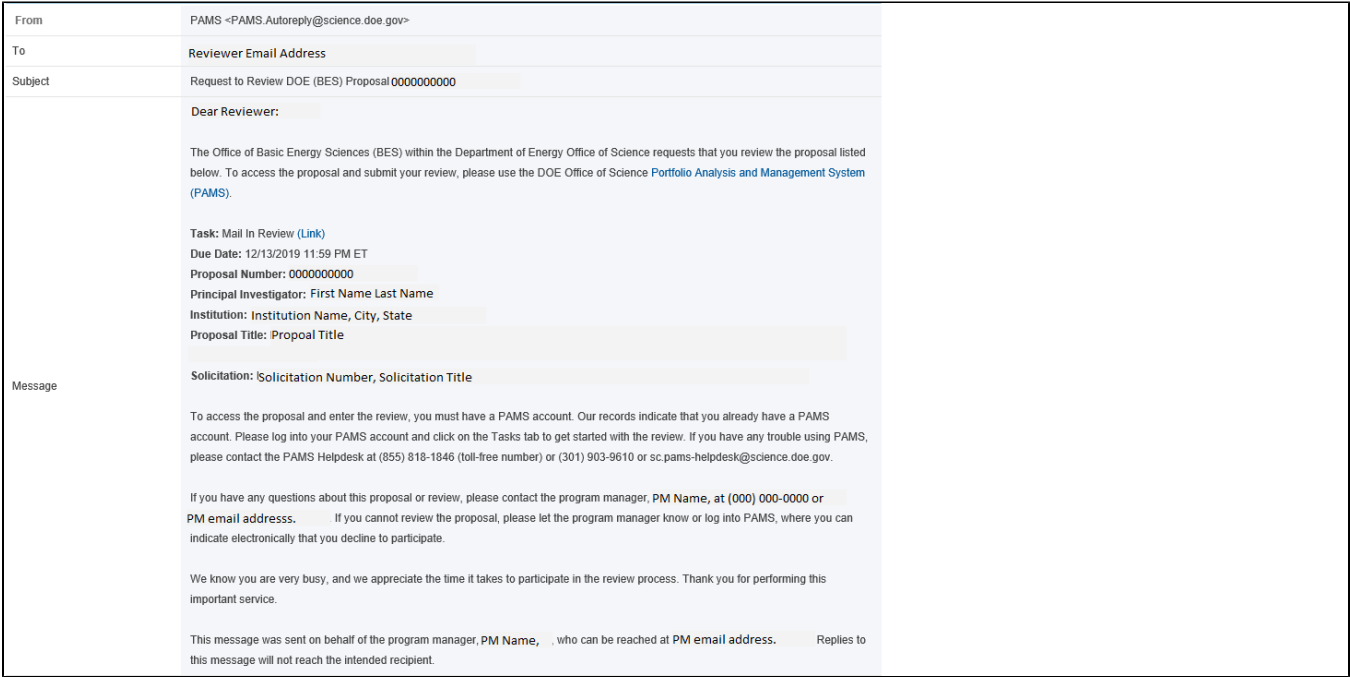 From PAMS <PAMS.Autoreply@science.doe.gov>
To Reviewer Email Address
Subject Request to Review DOE (BES) Proposal 0000000000
Dear Reviewer:
The Office of Basic Energy Sciences (BES) within the Department of Energy Office of Science requests that you review the proposal listed
below. To access the proposal and submit your review, please use the DOE Office of Science Portfolio Analysis and Management System
(PAMS).
Task: Mail In Review (Link)
Due Date: 12/13/2019 11:59 PM ET
Proposal Number: 0000000000
Principal Investigator: First Name Last Name
Institution: Institution Name, City, State
Proposal Title: Propoal Title
Solicitation: Solicitation Number, Solicitation Title
Message
To access the proposal and enter the review, you must have a PAMS account. Our records indicate that you already have a PAMS
account. Please log into your PAMS account and click on the Tasks tab to get started with the review. If you have any trouble using PAMS,
please contact the PAMS Helpdesk at (855) 818-1846 (toll-free number) or (301) 903-9610 or sc.pams-helpdesk@science.doe.gov.
If you have any questions about this proposal or review, please contact the program manager, PM Name, at (000) 000-0000 or
PM email addresss. If you cannot review the proposal, please let the program manager know or log into PAMS, where you can
indicate electronically that you decline to participate.
We know you are very busy, and we appreciate the time it takes to participate in the review process. Thank you for performing this
important service.
This message was sent on behalf of the program manager, PM Name, , who can be reached at PM email address. Replies to
this message will not reach the intended recipient.